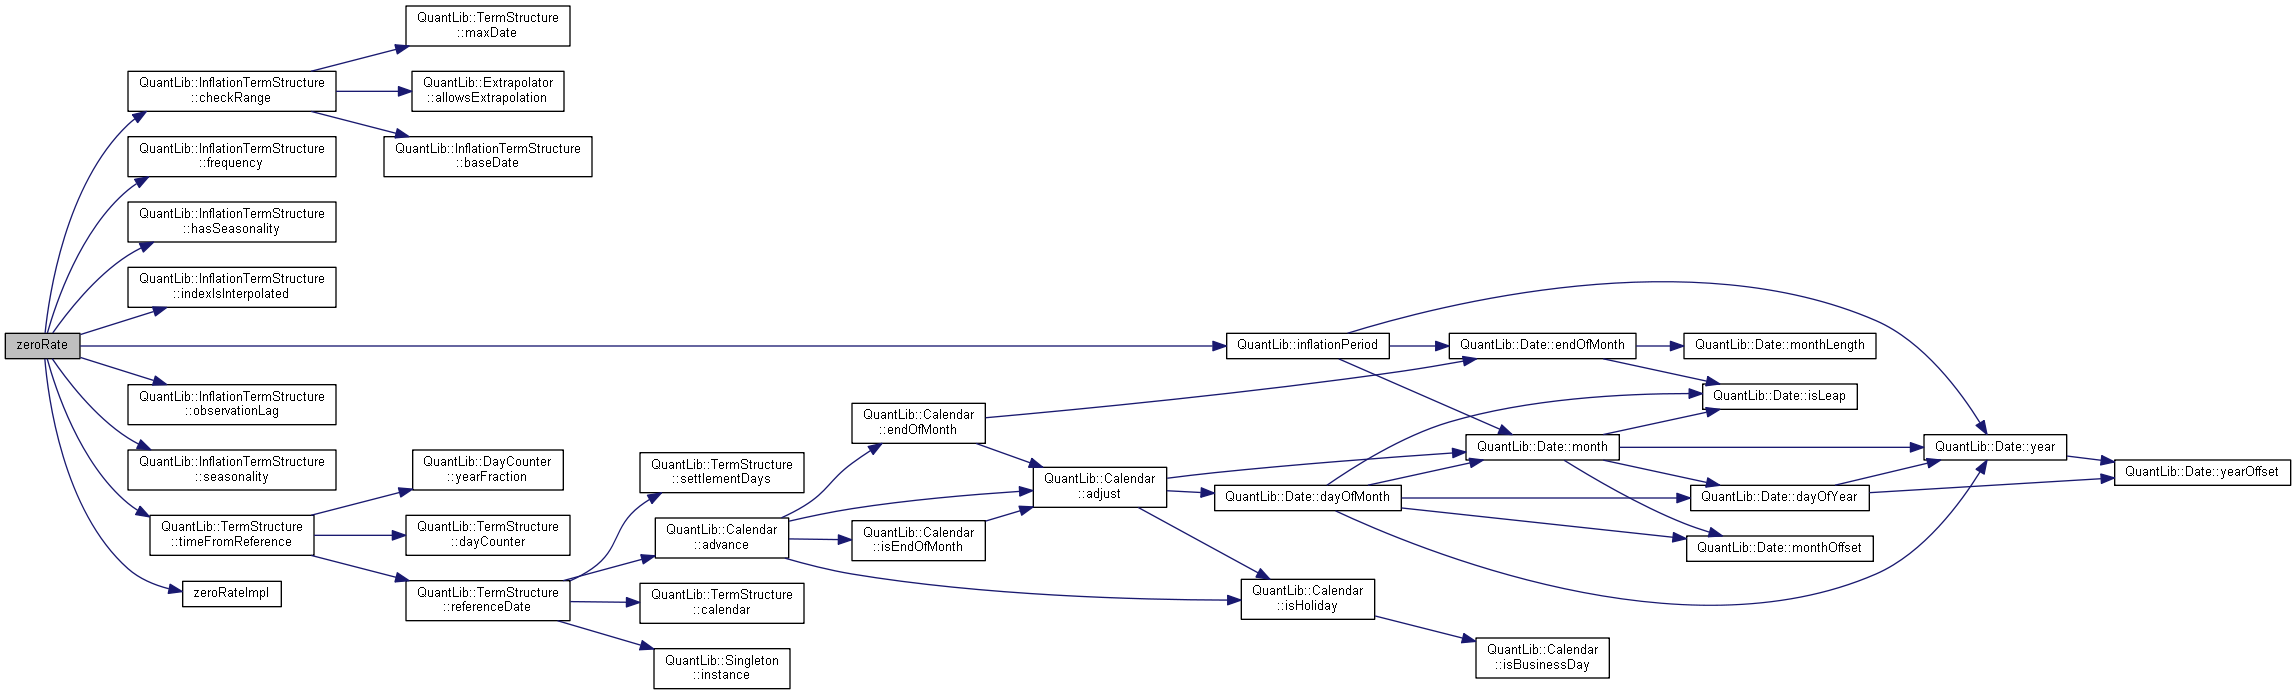 QuantLib::TermStructure
::maxDate
QuantLib::InflationTermStructure
::checkRange
QuantLib::Extrapolator
::allowsExtrapolation
QuantLib::InflationTermStructure
::baseDate
QuantLib::InflationTermStructure
::frequency
QuantLib::InflationTermStructure
::hasSeasonality
QuantLib::InflationTermStructure
::indexIsInterpolated
zeroRate
QuantLib::InflationTermStructure
::observationLag
QuantLib::InflationTermStructure
::seasonality
QuantLib::TermStructure
::timeFromReference
zeroRateImpl
QuantLib::DayCounter
::yearFraction
QuantLib::TermStructure
::dayCounter
QuantLib::TermStructure
::referenceDate
QuantLib::TermStructure
::settlementDays
QuantLib::Calendar
::advance
QuantLib::TermStructure
::calendar
QuantLib::Singleton
::instance
QuantLib::Calendar
::endOfMonth
QuantLib::Calendar
::isEndOfMonth
QuantLib::Calendar
::adjust
QuantLib::inflationPeriod
QuantLib::Date::dayOfMonth
QuantLib::Calendar
::isHoliday
QuantLib::Date::endOfMonth
QuantLib::Date::month
QuantLib::Calendar
::isBusinessDay
QuantLib::Date::monthLength
QuantLib::Date::isLeap
QuantLib::Date::dayOfYear
QuantLib::Date::monthOffset
QuantLib::Date::year
QuantLib::Date::yearOffset